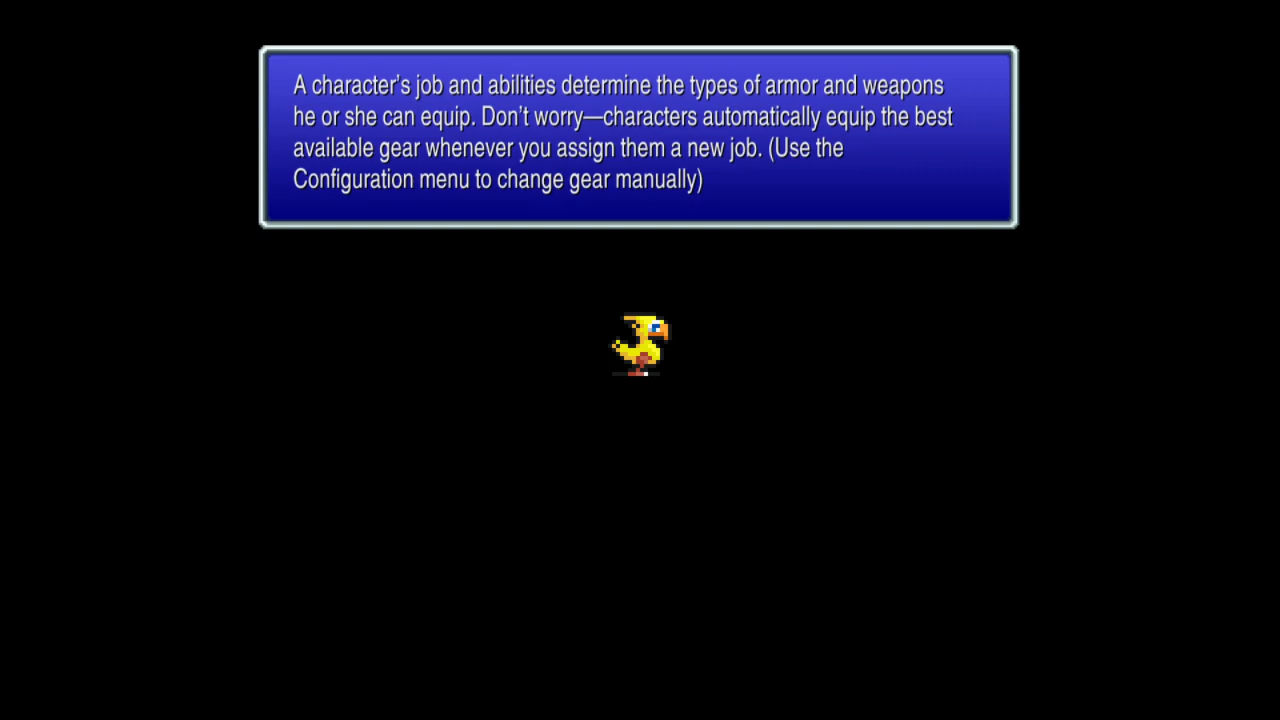 A character’s job and abilities determine the types of armor and weapons
he or she can equip. Don’t worry—characters automatically equip the best
available gear whenever you assign them a new job. (Use the
Configuration menu to change gear manually)